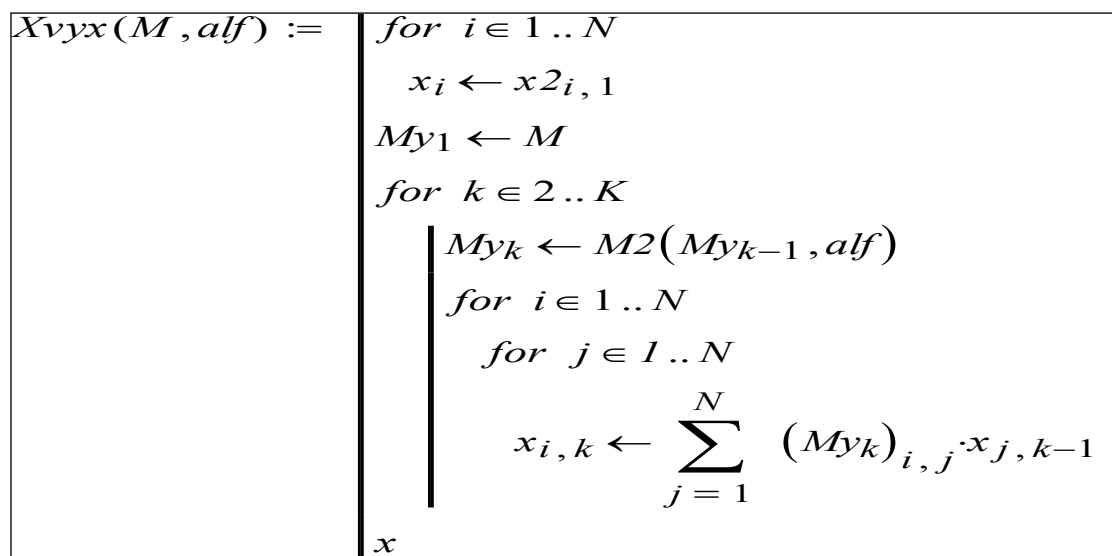 Xvyx(M,alf) := for i ∈ 1 .. N
x_i ← x2_{i,1}
My_1 ← M
for k ∈ 2 .. K
My_k ← M2(My_{k−1},alf)
for i ∈ 1 .. N
for j ∈ 1 .. N
x_{i,k} ← ∑_{j=1}^{N} (My_k)_{i,j}·x_{j,k−1}
x